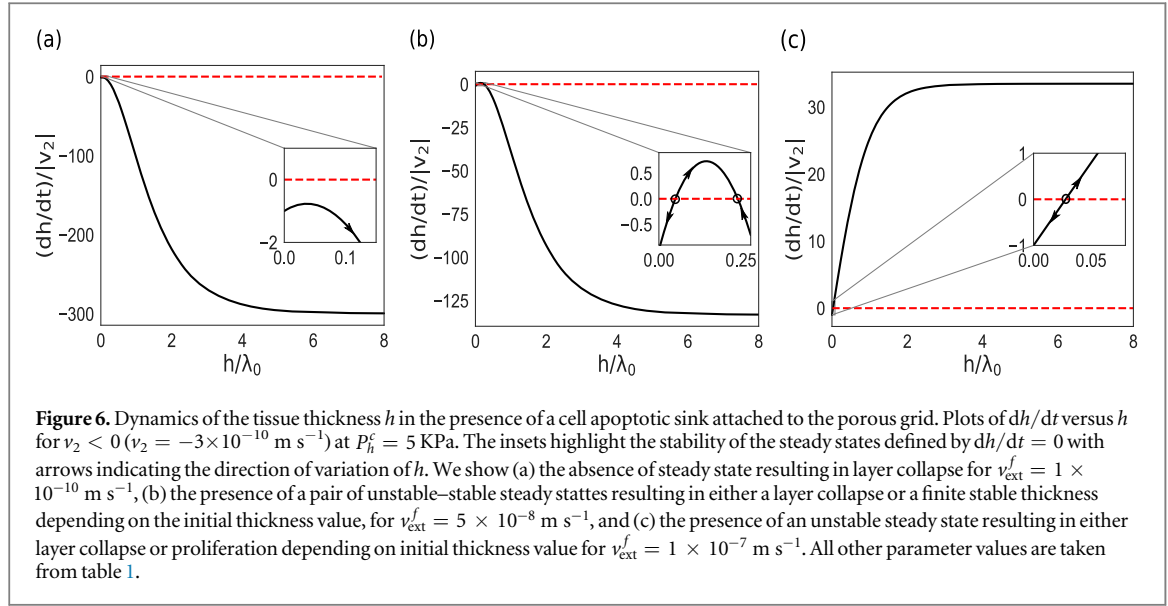 (a)
(b)
(c)
0
−100
−200
−300
(dh/dt)/|v₂|
0
−1
−2
0.0
0.1
0
2
4
6
8
h/λ₀
0
−25
−50
−75
−100
−125
(dh/dt)/|v₂|
0.5
0.0
−0.5
0.00
0.25
0
2
4
6
8
h/λ₀
30
20
10
0
(dh/dt)/|v₂|
1
0
−1
0.00
0.05
0
2
4
6
8
h/λ₀
Figure 6. Dynamics of the tissue thickness h in the presence of a cell apoptotic sink attached to the porous grid. Plots of dh/dt versus h
for v₂ < 0 (v₂ = −3×10⁻¹⁰ m s⁻¹) at P_h^c = 5 KPa. The insets highlight the stability of the steady states defined by dh/dt = 0 with
arrows indicating the direction of variation of h. We show (a) the absence of steady state resulting in layer collapse for v_ext^f = 1 ×
10⁻¹⁰ m s⁻¹, (b) the presence of a pair of unstable–stable steady stattes resulting in either a layer collapse or a finite stable thickness
depending on the initial thickness value, for v_ext^f = 5 × 10⁻⁸ m s⁻¹, and (c) the presence of an unstable steady state resulting in either
layer collapse or proliferation depending on initial thickness value for v_ext^f = 1 × 10⁻⁷ m s⁻¹. All other parameter values are taken
from table 1.